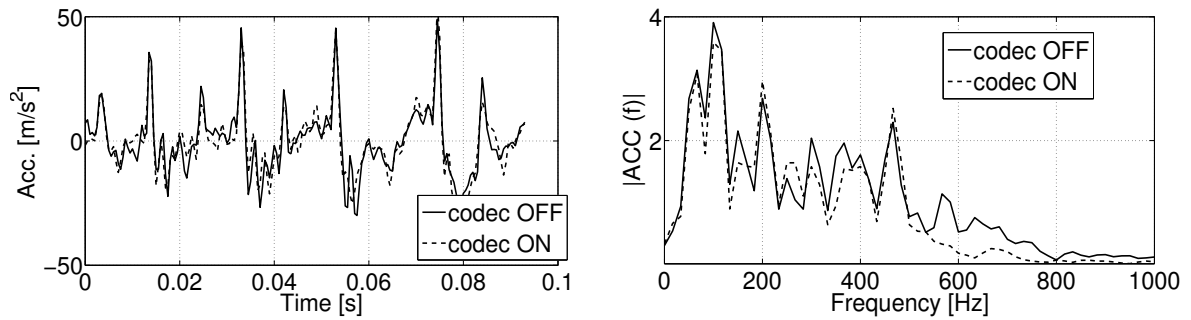 50
0
−50
Acc. [m/s²]
0
0.02
0.04
0.06
0.08
0.1
Time [s]
codec OFF
codec ON
4
2
|ACC (f)|
0
200
400
600
800
1000
Frequency [Hz]
codec OFF
codec ON